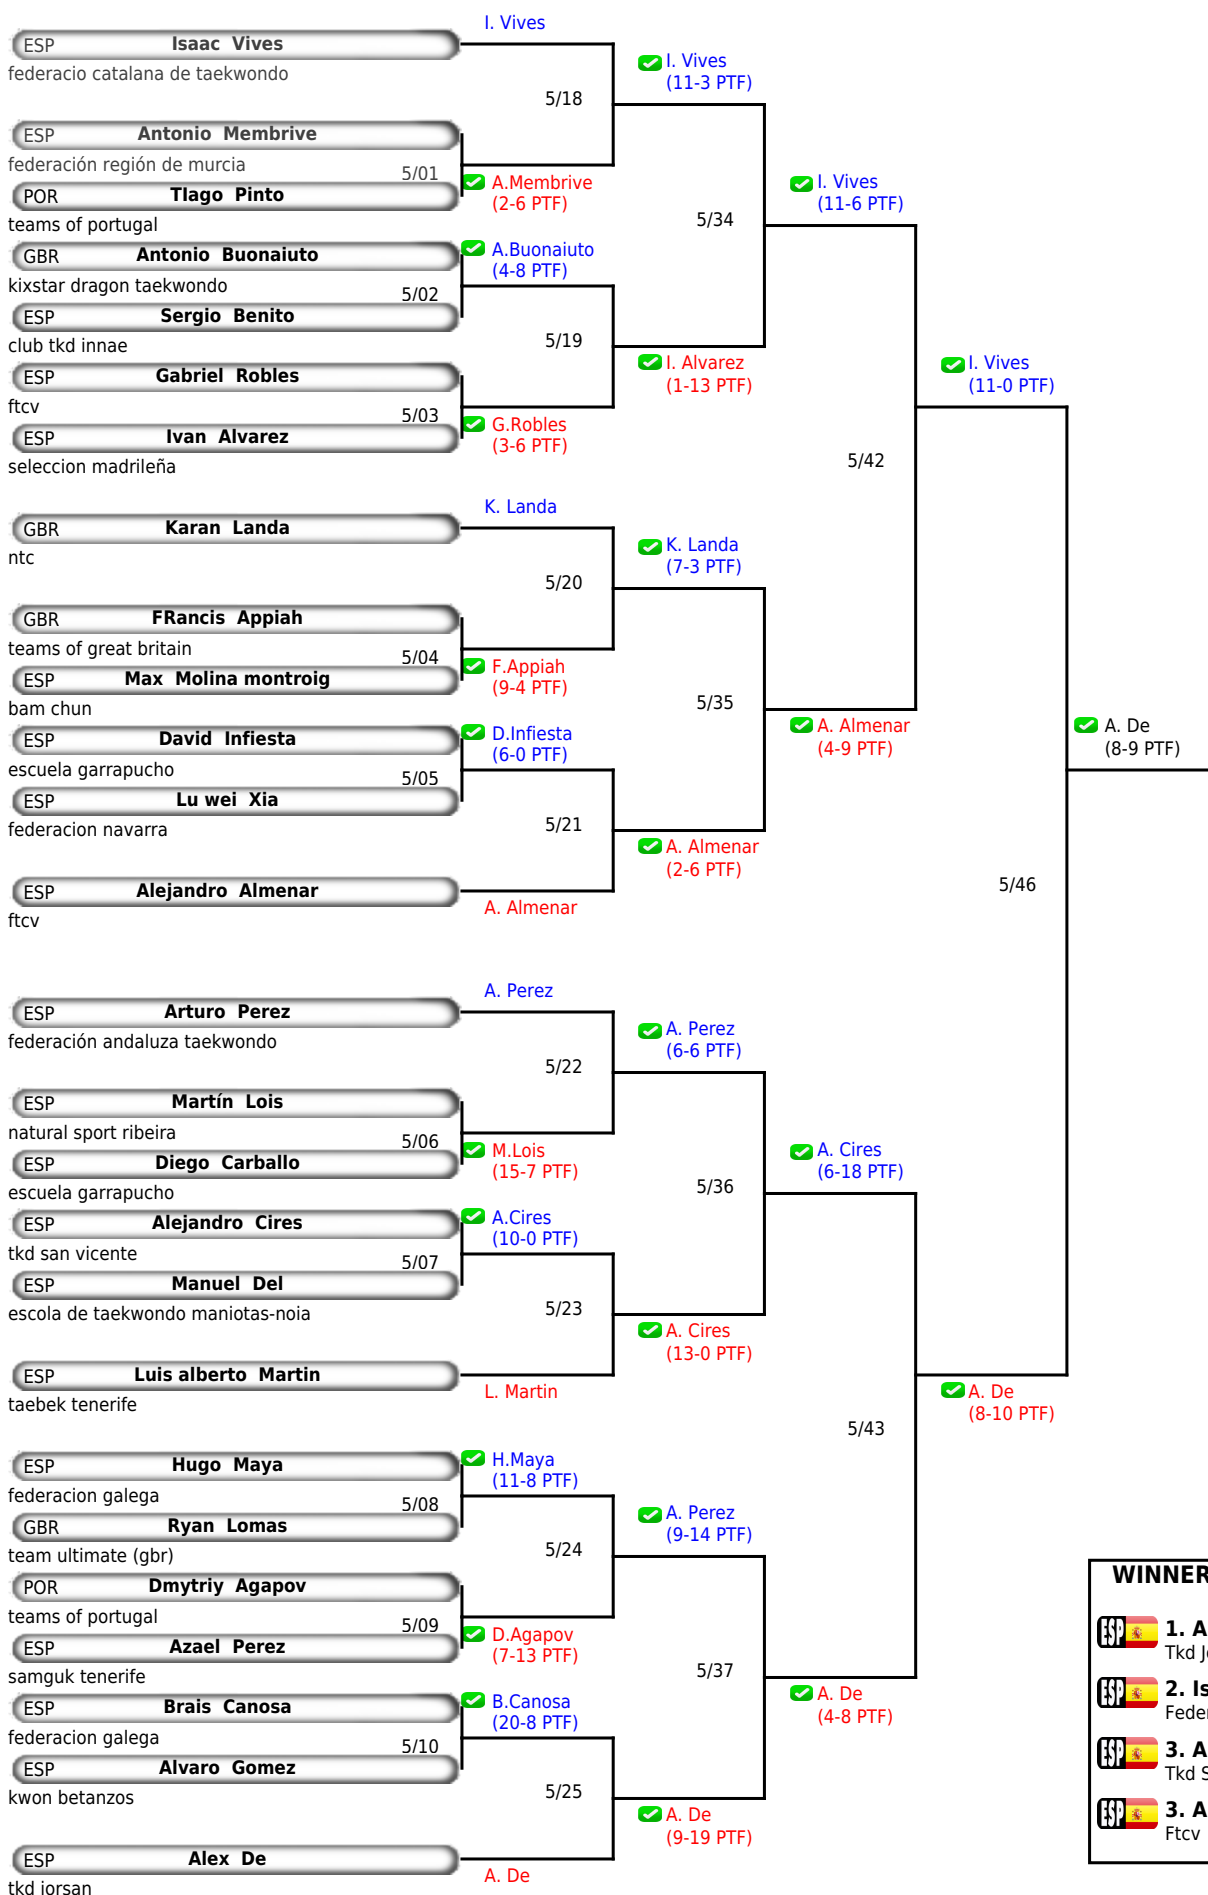 I. Vives
ESP Isaac Vives
federacio catalana de taekwondo
I. Vives
(11-3 PTF)
5/18
ESP Antonio Membrive
federación región de murcia
5/01
A.Membrive
(2-6 PTF)
POR TIago Pinto
teams of portugal
I. Vives
(11-6 PTF)
5/34
GBR Antonio Buonaiuto
A.Buonaiuto
(4-8 PTF)
kixstar dragon taekwondo
5/02
ESP Sergio Benito
club tkd innae
5/19
I. Alvarez
(1-13 PTF)
I. Vives
(11-0 PTF)
ESP Gabriel Robles
ftcv
5/03
G.Robles
(3-6 PTF)
ESP Ivan Alvarez
seleccion madrileña
5/42
K. Landa
GBR Karan Landa
ntc
K. Landa
(7-3 PTF)
5/20
GBR FRancis Appiah
teams of great britain
5/04
F.Appiah
(9-4 PTF)
ESP Max Molina montroig
bam chun
5/35
ESP David Infiesta
D.Infiesta
(6-0 PTF)
A. Almenar
(4-9 PTF)
A. De
(8-9 PTF)
escuela garrapucho
5/05
ESP Lu wei Xia
federacion navarra
5/21
A. Almenar
(2-6 PTF)
ESP Alejandro Almenar
ftcv
A. Almenar
5/46
A. Perez
ESP Arturo Perez
federación andaluza taekwondo
A. Perez
(6-6 PTF)
5/22
ESP Martín Lois
natural sport ribeira
5/06
M.Lois
(15-7 PTF)
ESP Diego Carballo
escuela garrapucho
A. Cires
(6-18 PTF)
5/36
ESP Alejandro Cires
A.Cires
(10-0 PTF)
tkd san vicente
5/07
ESP Manuel Del
escola de taekwondo maniotas-noia
5/23
A. Cires
(13-0 PTF)
ESP Luis alberto Martin
taebek tenerife
L. Martin
A. De
(8-10 PTF)
5/43
ESP Hugo Maya
H.Maya
(11-8 PTF)
federacion galega
5/08
GBR Ryan Lomas
team ultimate (gbr)
5/24
A. Perez
(9-14 PTF)
POR Dmytriy Agapov
teams of portugal
5/09
D.Agapov
(7-13 PTF)
ESP Azael Perez
samguk tenerife
5/37
ESP Brais Canosa
B.Canosa
(20-8 PTF)
A. De
(4-8 PTF)
federacion galega
5/10
ESP Alvaro Gomez
kwon betanzos
5/25
A. De
(9-19 PTF)
ESP Alex De
tkd jorsan
A. De
WINNER
ESP 1. A
Tkd J
ESP 2. Is
Feder
ESP 3. A
Tkd S
ESP 3. A
Ftcv